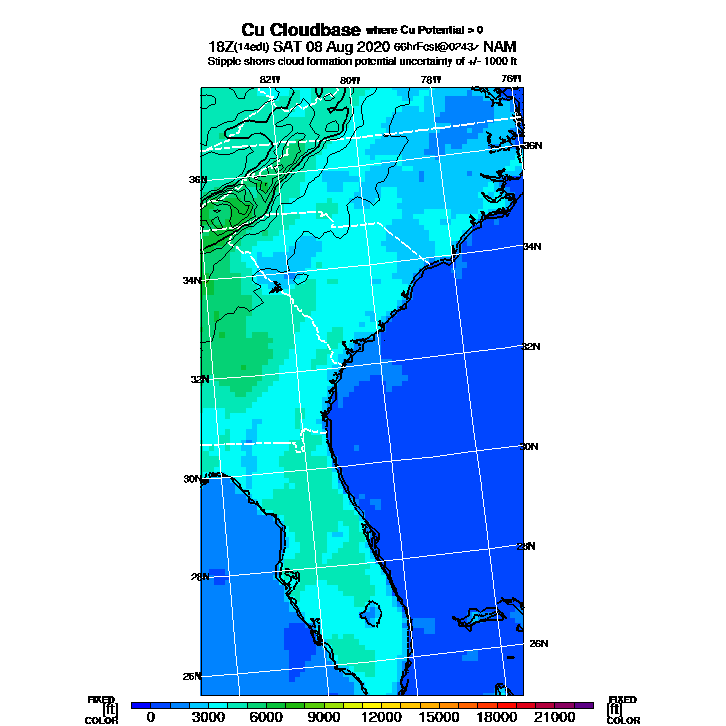 Cu Cloudbase where Cu Potential > 0
18Z(14edt) SAT 08 Aug 2020 66hrFcst@0243z NAM
Stipple shows cloud formation potential uncertainty of +/- 1000 ft
82W 80W 78W 76W
36N
36N
34N
34N
32N
32N
30N
30N
28N
28N
26N
26N
FIXED FIXED
[ft] [ft]
COLOR COLOR
0 3000 6000 9000 12000 15000 18000 21000